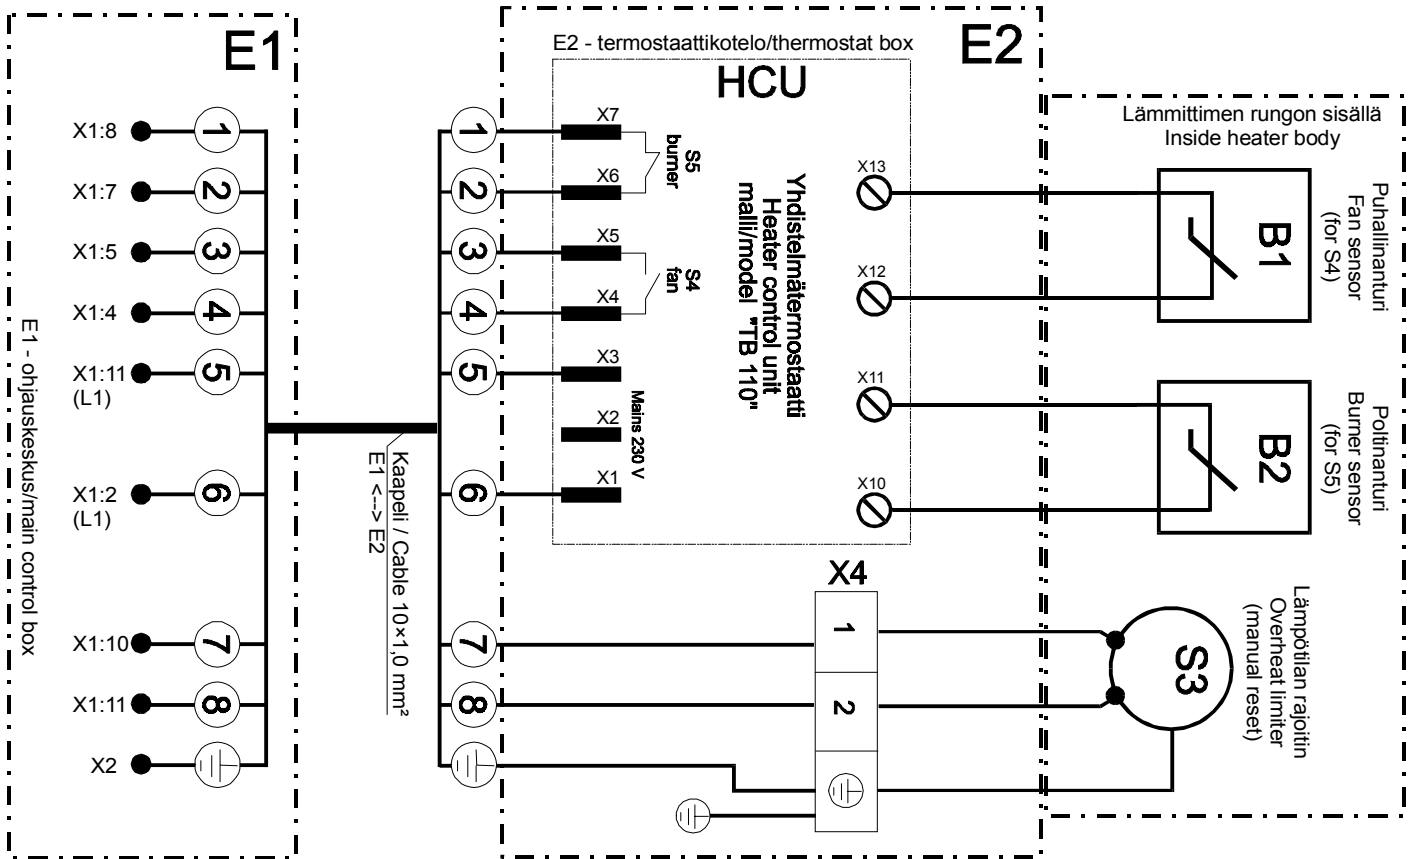 E1
X1:8
1
X1:7
2
X1:5
3
X1:4
4
X1:11
(L1)
5
X1:2
(L1)
6
X1:10
7
X1:11
8
X2
E1 - ohjauskeskus/main control box
Kaapeli / Cable 10×1,0 mm²
E1 <--> E2
E2
E2 - termostaattikotelo/thermostat box
HCU
1
2
3
4
5
6
7
8
X7
X6
X5
X4
X3
X2
X1
S5
burner
S4
fan
Mains 230 V
Yhdistelmätermostaatti
Heater control unit
malli/model "TB 110"
X13
X12
X11
X10
X4
1
2
Lämmittimen rungon sisällä
Inside heater body
B1
Puhallinanturi
Fan sensor
(for S4)
B2
Poltinanturi
Burner sensor
(for S5)
S3
Lämpötilan rajoitin
Overheat limiter
(manual reset)